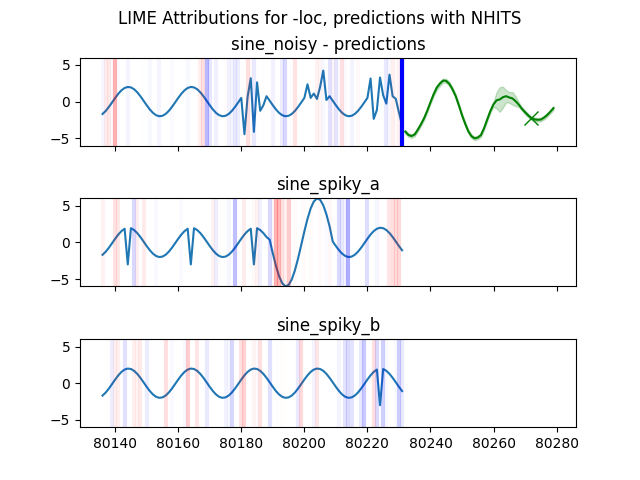 LIME Attributions for -loc, predictions with NHITS
sine_noisy - predictions
5
0
−5
sine_spiky_a
5
0
−5
sine_spiky_b
5
0
−5
80140 80160 80180 80200 80220 80240 80260 80280